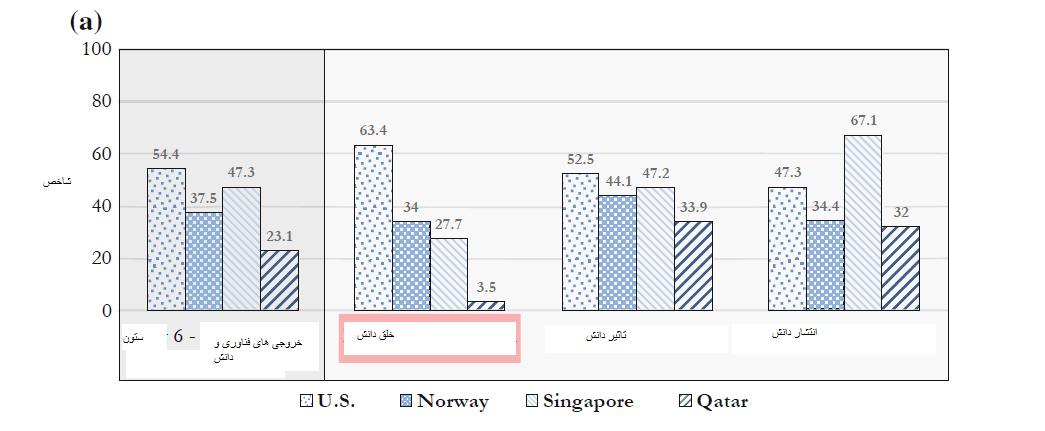 (a)
100
80
60
40
20
0
شاخص
54.4
37.5
47.3
23.1
63.4
34
27.7
3.5
52.5
44.1
47.2
33.9
47.3
34.4
67.1
32
ستون 6 - خروجی های فناوری و
دانش
خلق دانش
تاثیر دانش
انتشار دانش
U.S. Norway Singapore Qatar